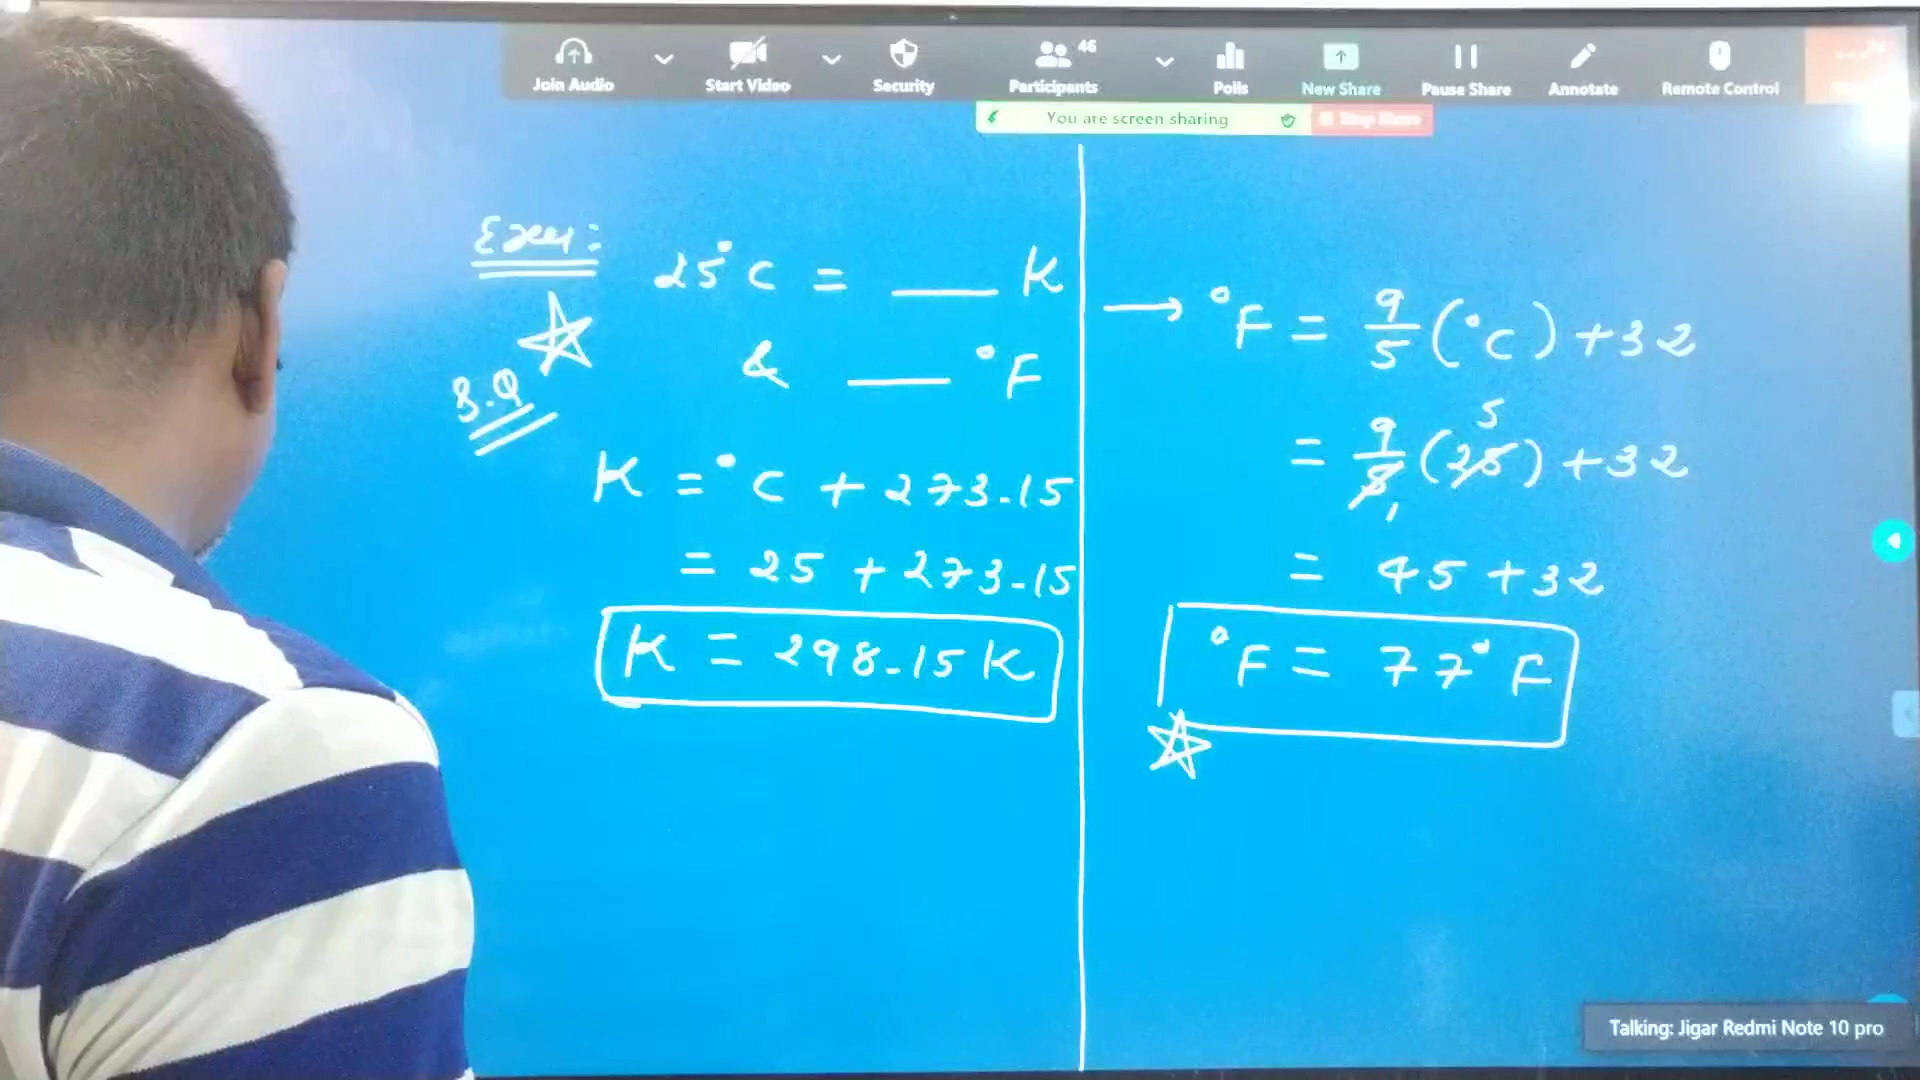 Join Audio
Start Video
Security
Participants 46
Polls
New Share
Pause Share
Annotate
Remote Control
You are screen sharing
Stop Share
25°C = ___ K
& ___ °F
K = °C + 273.15
= 25 + 273.15
K = 298.15 K
→ °F = 9/5 (°C) + 32
5
= 9/5 (25) + 32
1
= 45 + 32
°F = 77° F
Talking: Jigar Redmi Note 10 pro